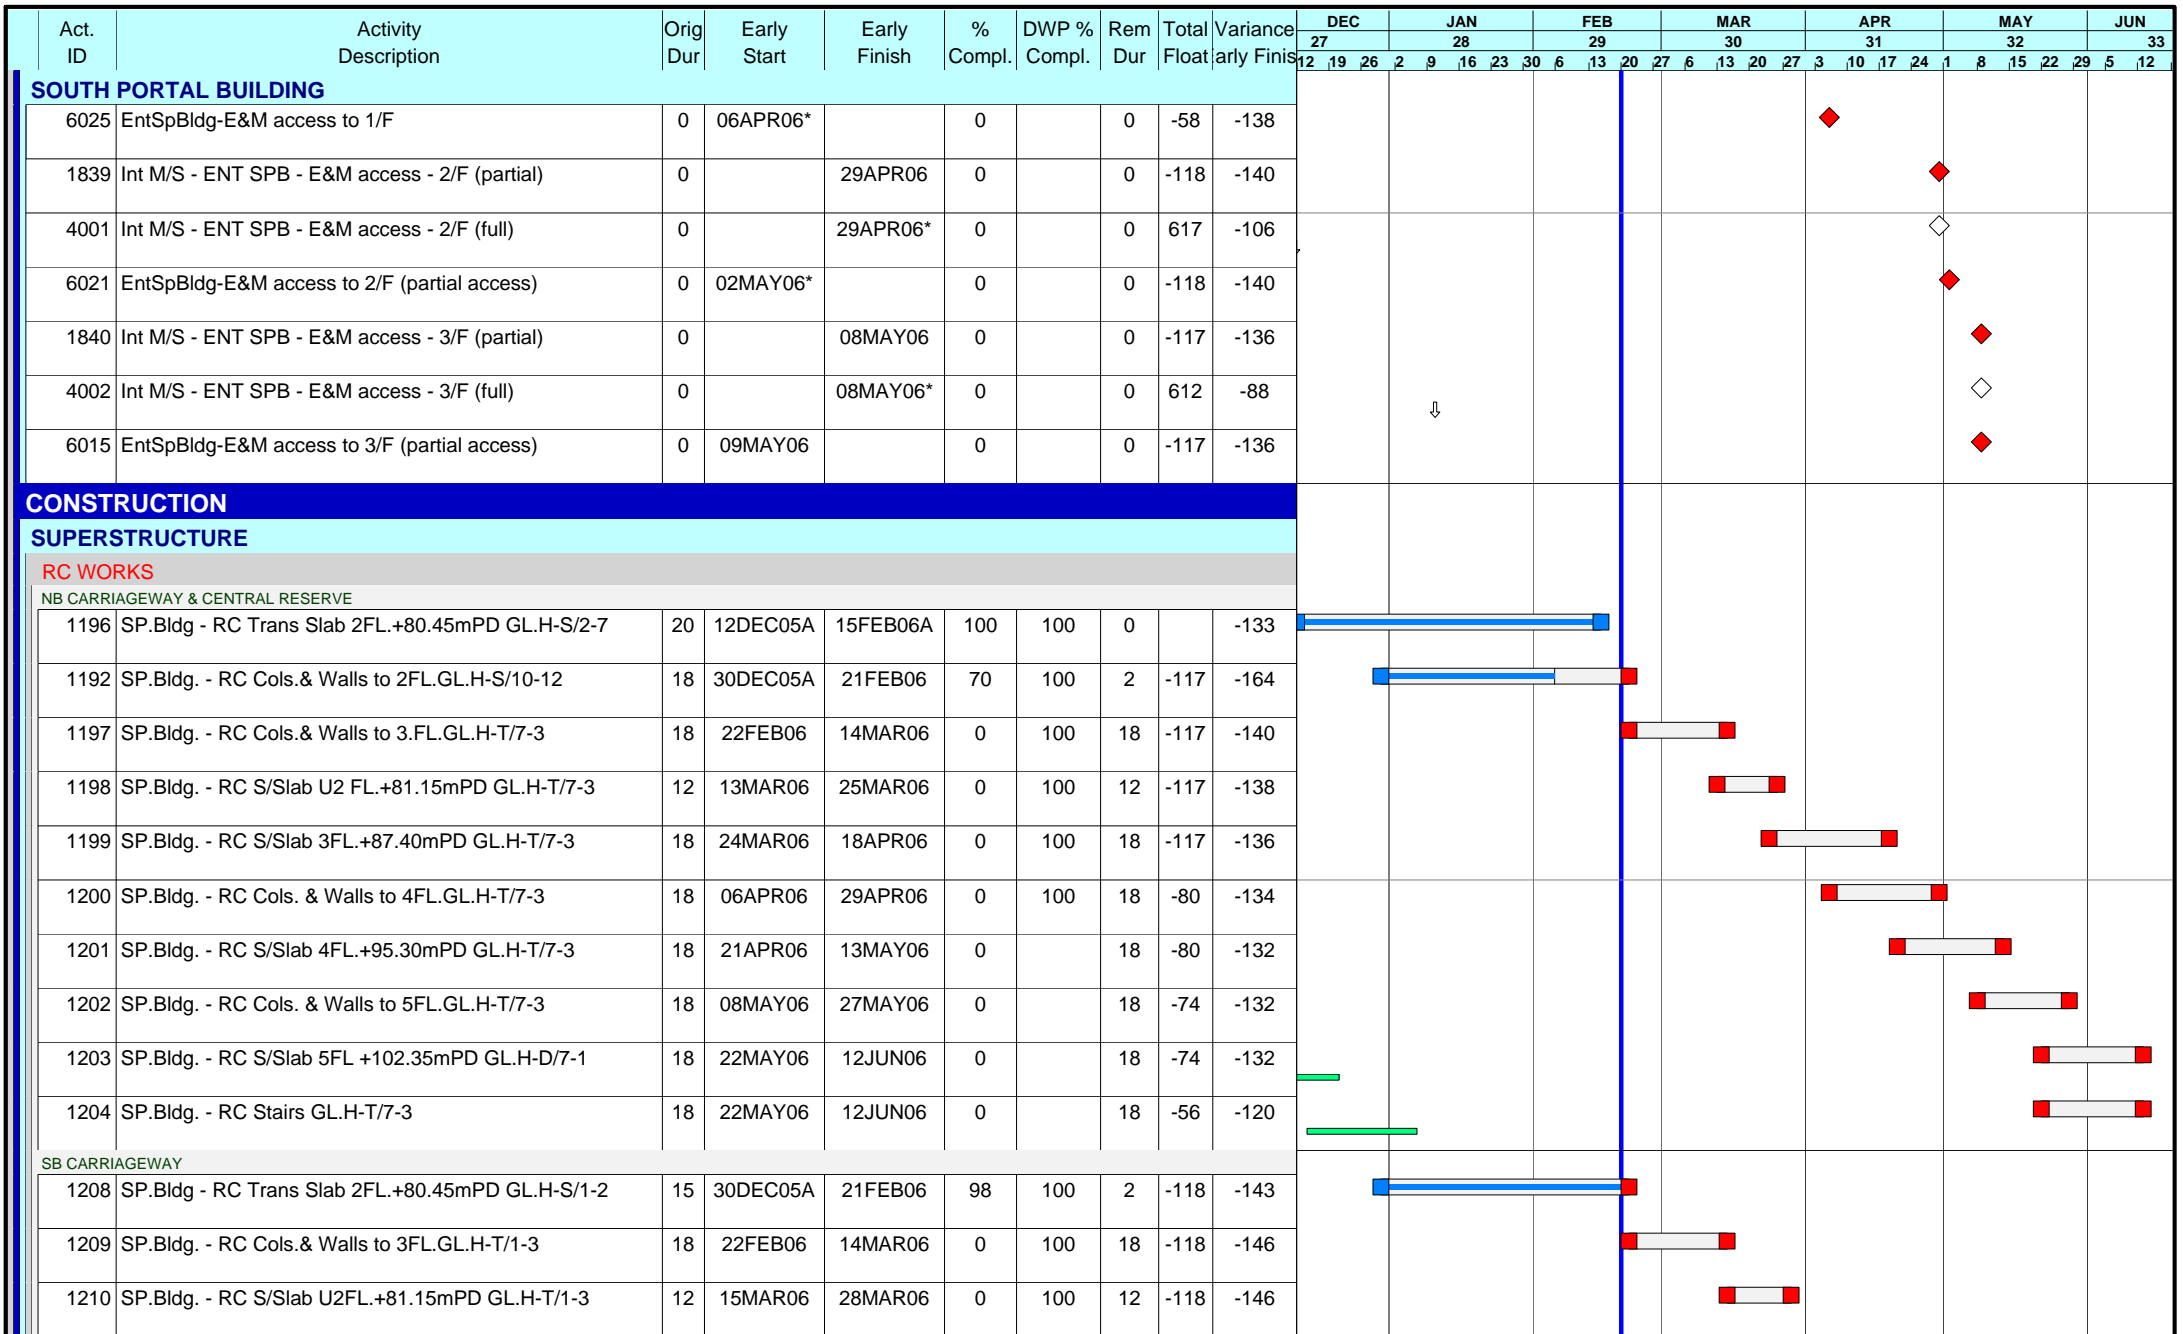 Act. Activity Orig Early Early % DWP % Rem Total Variance DEC JAN FEB MAR APR MAY JUN
27 28 29 30 31 32 33
ID Description Dur Start Finish Compl. Compl. Dur Float arly Finis 12 19 26 2 9 16 23 30 6 13 20 27 6 13 20 27 3 10 17 24 1 8 15 22 29 5 12
SOUTH PORTAL BUILDING
6025 EntSpBldg-E&M access to 1/F 0 06APR06* 0 0 -58 -138
1839 Int M/S - ENT SPB - E&M access - 2/F (partial) 0 29APR06 0 0 -118 -140
4001 Int M/S - ENT SPB - E&M access - 2/F (full) 0 29APR06* 0 0 617 -106
6021 EntSpBldg-E&M access to 2/F (partial access) 0 02MAY06* 0 0 -118 -140
1840 Int M/S - ENT SPB - E&M access - 3/F (partial) 0 08MAY06 0 0 -117 -136
4002 Int M/S - ENT SPB - E&M access - 3/F (full) 0 08MAY06* 0 0 612 -88
6015 EntSpBldg-E&M access to 3/F (partial access) 0 09MAY06 0 0 -117 -136
CONSTRUCTION
SUPERSTRUCTURE
RC WORKS
NB CARRIAGEWAY & CENTRAL RESERVE
1196 SP.Bldg - RC Trans Slab 2FL.+80.45mPD GL.H-S/2-7 20 12DEC05A 15FEB06A 100 100 0 -133
1192 SP.Bldg. - RC Cols.& Walls to 2FL.GL.H-S/10-12 18 30DEC05A 21FEB06 70 100 2 -117 -164
1197 SP.Bldg. - RC Cols.& Walls to 3.FL.GL.H-T/7-3 18 22FEB06 14MAR06 0 100 18 -117 -140
1198 SP.Bldg. - RC S/Slab U2 FL.+81.15mPD GL.H-T/7-3 12 13MAR06 25MAR06 0 100 12 -117 -138
1199 SP.Bldg. - RC S/Slab 3FL.+87.40mPD GL.H-T/7-3 18 24MAR06 18APR06 0 100 18 -117 -136
1200 SP.Bldg. - RC Cols. & Walls to 4FL.GL.H-T/7-3 18 06APR06 29APR06 0 100 18 -80 -134
1201 SP.Bldg. - RC S/Slab 4FL.+95.30mPD GL.H-T/7-3 18 21APR06 13MAY06 0 18 -80 -132
1202 SP.Bldg. - RC Cols. & Walls to 5FL.GL.H-T/7-3 18 08MAY06 27MAY06 0 18 -74 -132
1203 SP.Bldg. - RC S/Slab 5FL +102.35mPD GL.H-D/7-1 18 22MAY06 12JUN06 0 18 -74 -132
1204 SP.Bldg. - RC Stairs GL.H-T/7-3 18 22MAY06 12JUN06 0 18 -56 -120
SB CARRIAGEWAY
1208 SP.Bldg - RC Trans Slab 2FL.+80.45mPD GL.H-S/1-2 15 30DEC05A 21FEB06 98 100 2 -118 -143
1209 SP.Bldg. - RC Cols.& Walls to 3FL.GL.H-T/1-3 18 22FEB06 14MAR06 0 100 18 -118 -146
1210 SP.Bldg. - RC S/Slab U2FL.+81.15mPD GL.H-T/1-3 12 15MAR06 28MAR06 0 100 12 -118 -146